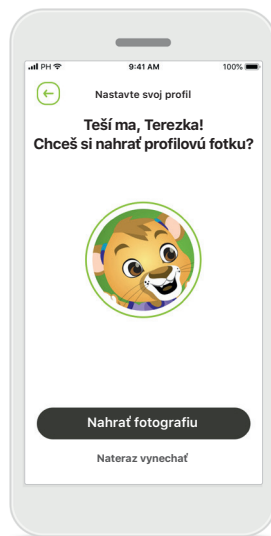 PH 9:41 AM 100%
Nastavte svoj profil
Teší ma, Terezka!
Chceš si nahrať profilovú fotku?
Nahrať fotografiu
Nateraz vynechať